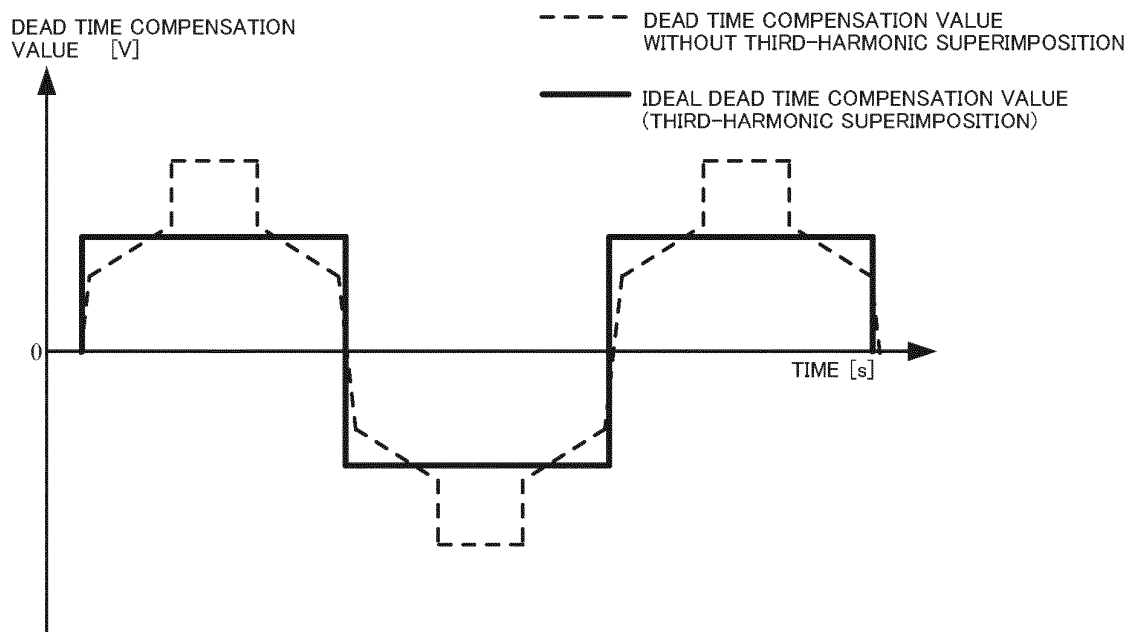 DEAD TIME COMPENSATION
VALUE [V]
DEAD TIME COMPENSATION VALUE
WITHOUT THIRD-HARMONIC SUPERIMPOSITION
IDEAL DEAD TIME COMPENSATION VALUE
(THIRD-HARMONIC SUPERIMPOSITION)
0
TIME [s]